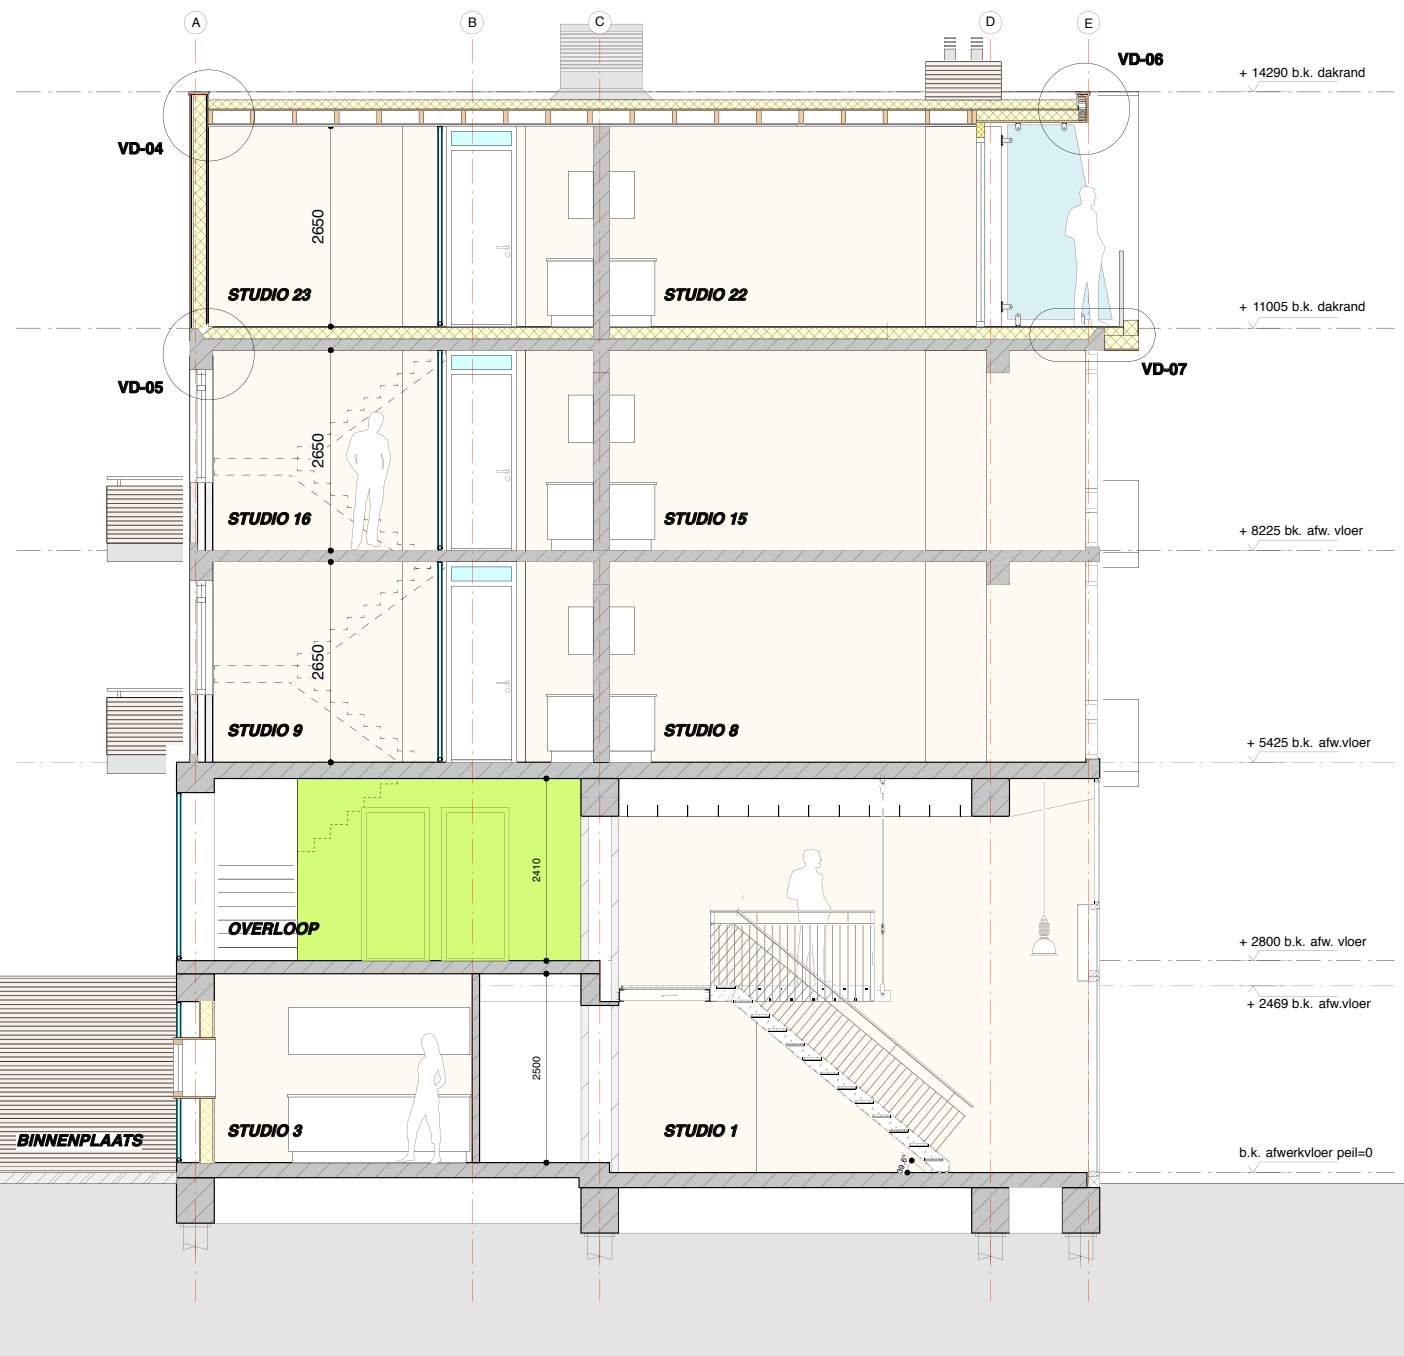 A
B
C
D
E
VD-06
+ 14290 b.k. dakrand
VD-04
2650
STUDIO 23
STUDIO 22
+ 11005 b.k. dakrand
VD-07
VD-05
2650
STUDIO 16
STUDIO 15
+ 8225 bk. afw. vloer
2650
STUDIO 9
STUDIO 8
+ 5425 b.k. afw.vloer
2410
OVERLOOP
+ 2800 b.k. afw. vloer
+ 2469 b.k. afw.vloer
2500
BINNENPLAATS
STUDIO 3
STUDIO 1
39.6°
b.k. afwerkvloer peil=0